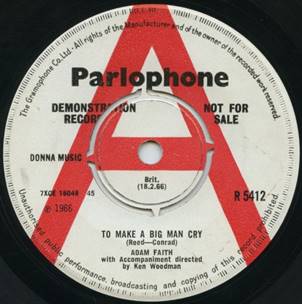 The Gramophone Co. Ltd - All rights of the Manufacturer and of the owner of the recorded work reserved.
Parlophone
DEMONSTRATION RECORD
NOT FOR SALE
DONNA MUSIC
Brit.
(18.2.66)
7XCE 18048 45
℗ 1966
R 5412
TO MAKE A BIG MAN CRY
(Reed—Conrad)
ADAM FAITH
with Accompaniment directed
by Ken Woodman
Unauthorised public performance, broadcasting and copying of this record prohibited.